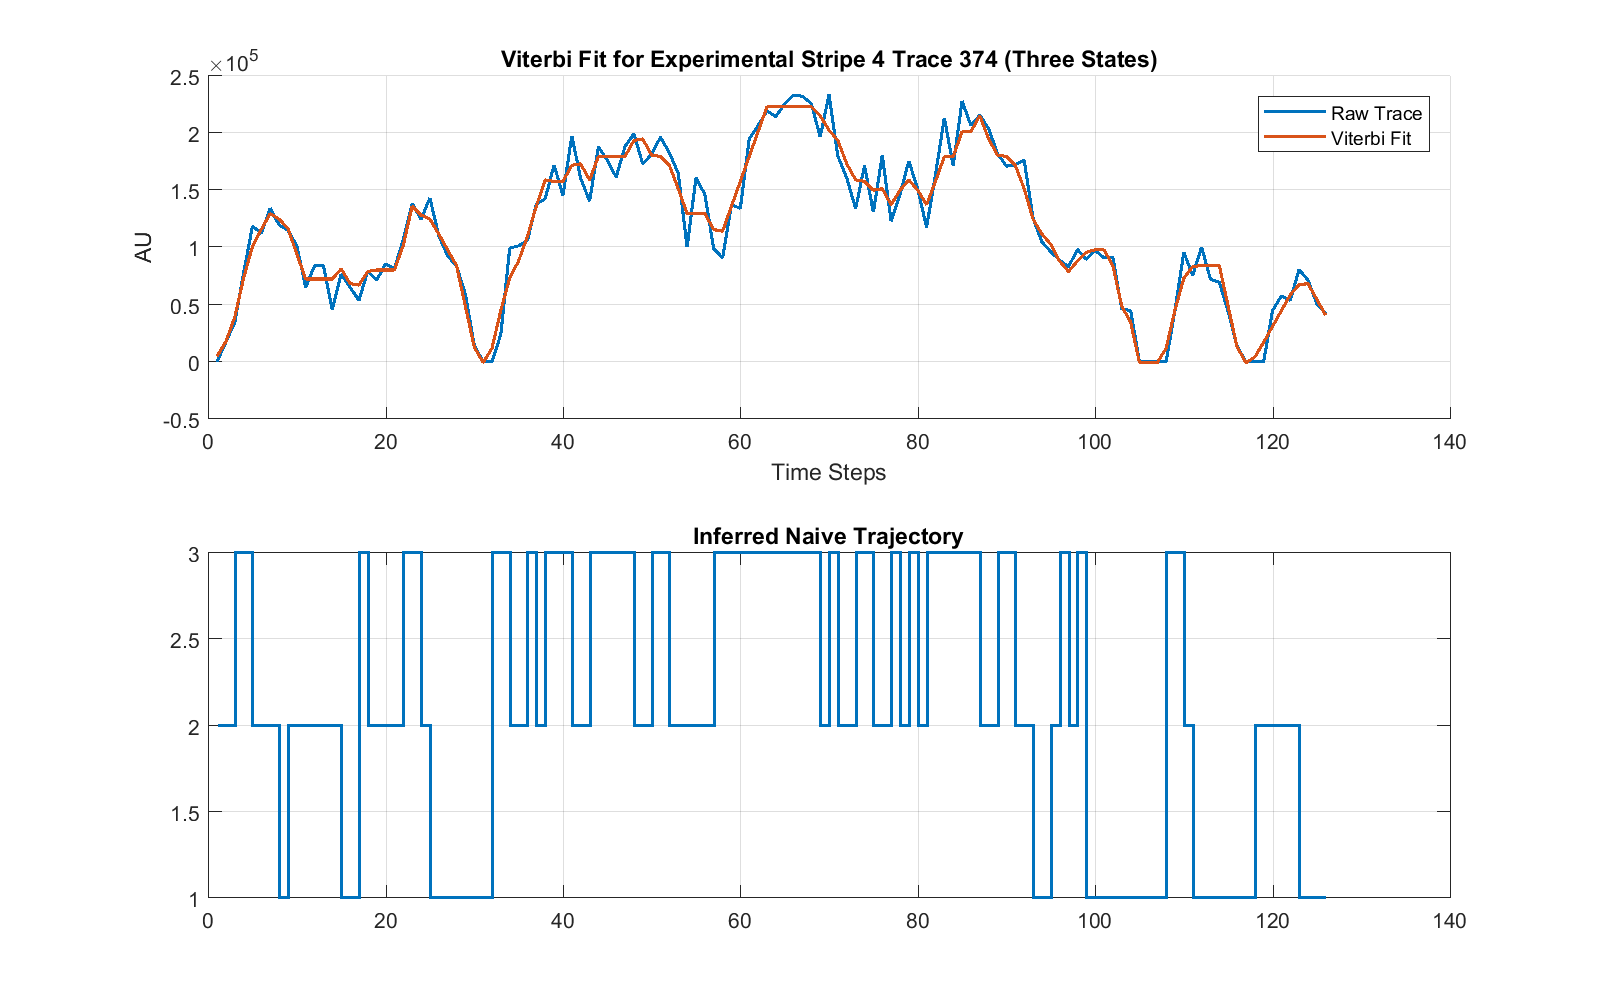 Viterbi Fit for Experimental Stripe 4 Trace 374 (Three States)
×10^5
2.5
2
1.5
1
0.5
0
-0.5
AU
Raw Trace
Viterbi Fit
0 20 40 60 80 100 120 140
Time Steps
Inferred Naive Trajectory
3
2.5
2
1.5
1
0 20 40 60 80 100 120 140